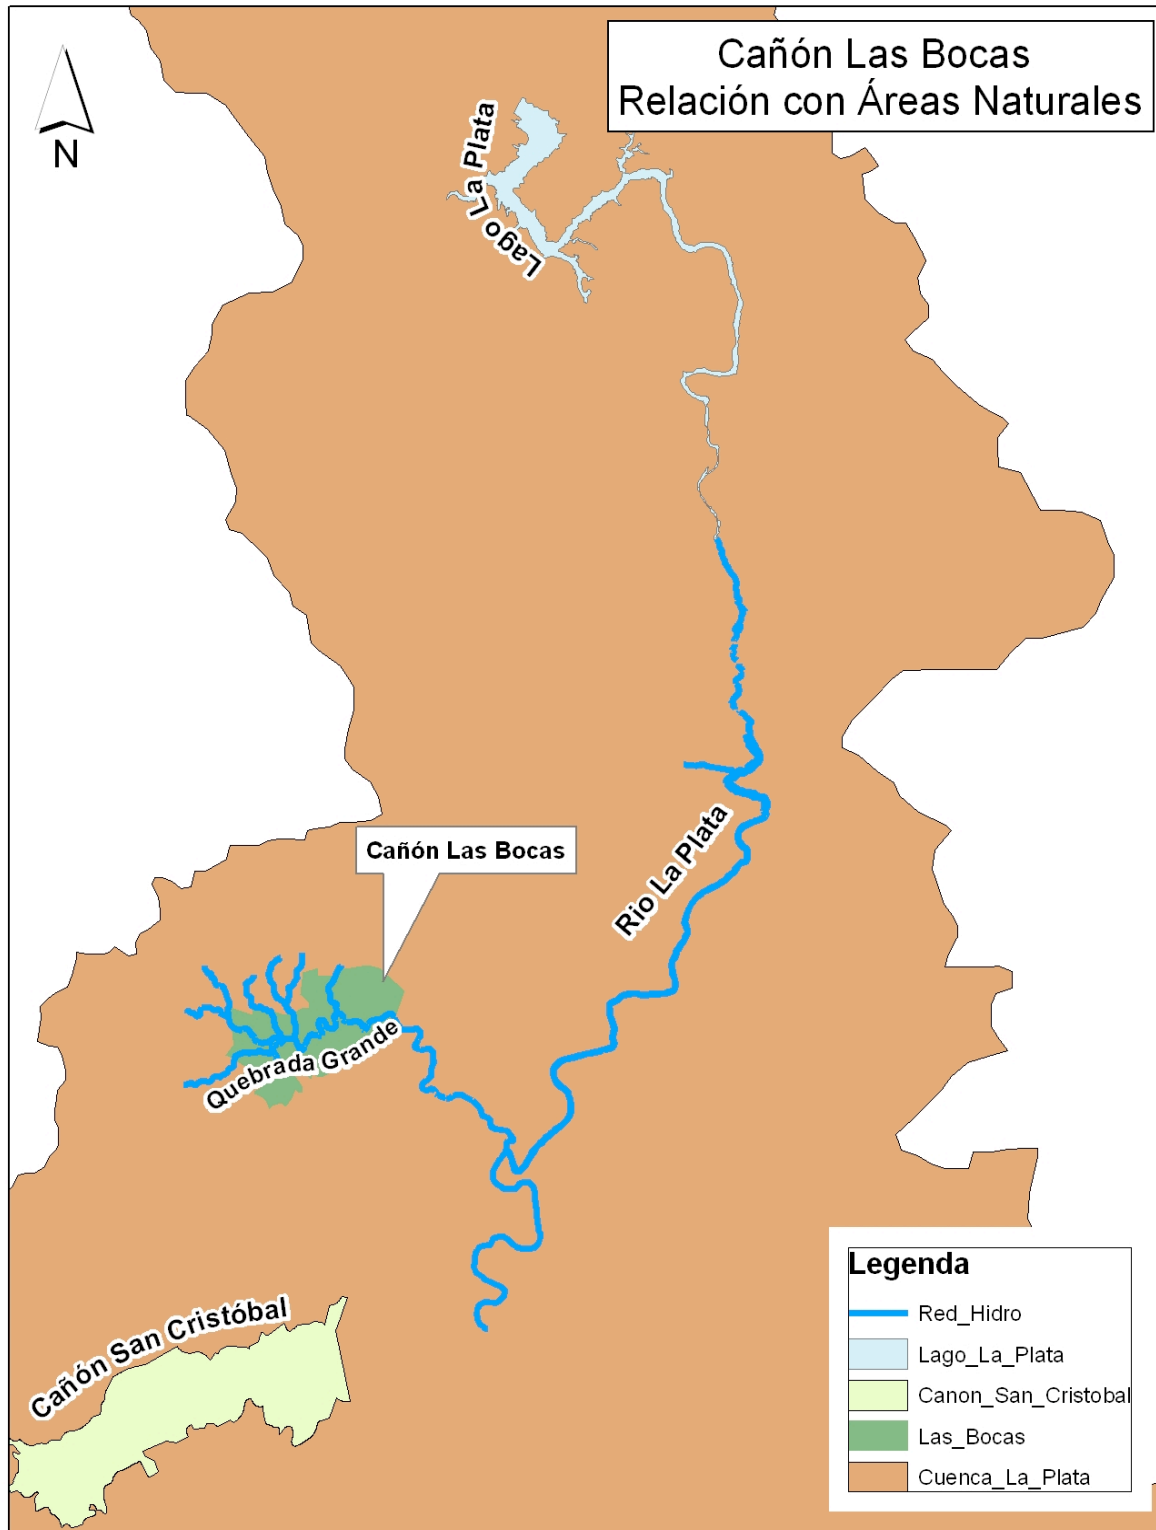 Cañón Las Bocas
Relación con Áreas Naturales
N
Lago La Plata
Cañón Las Bocas
Rio La Plata
Quebrada Grande
Cañón San Cristóbal
Legenda
Red_Hidro
Lago_La_Plata
Canon_San_Cristobal
Las_Bocas
Cuenca_La_Plata